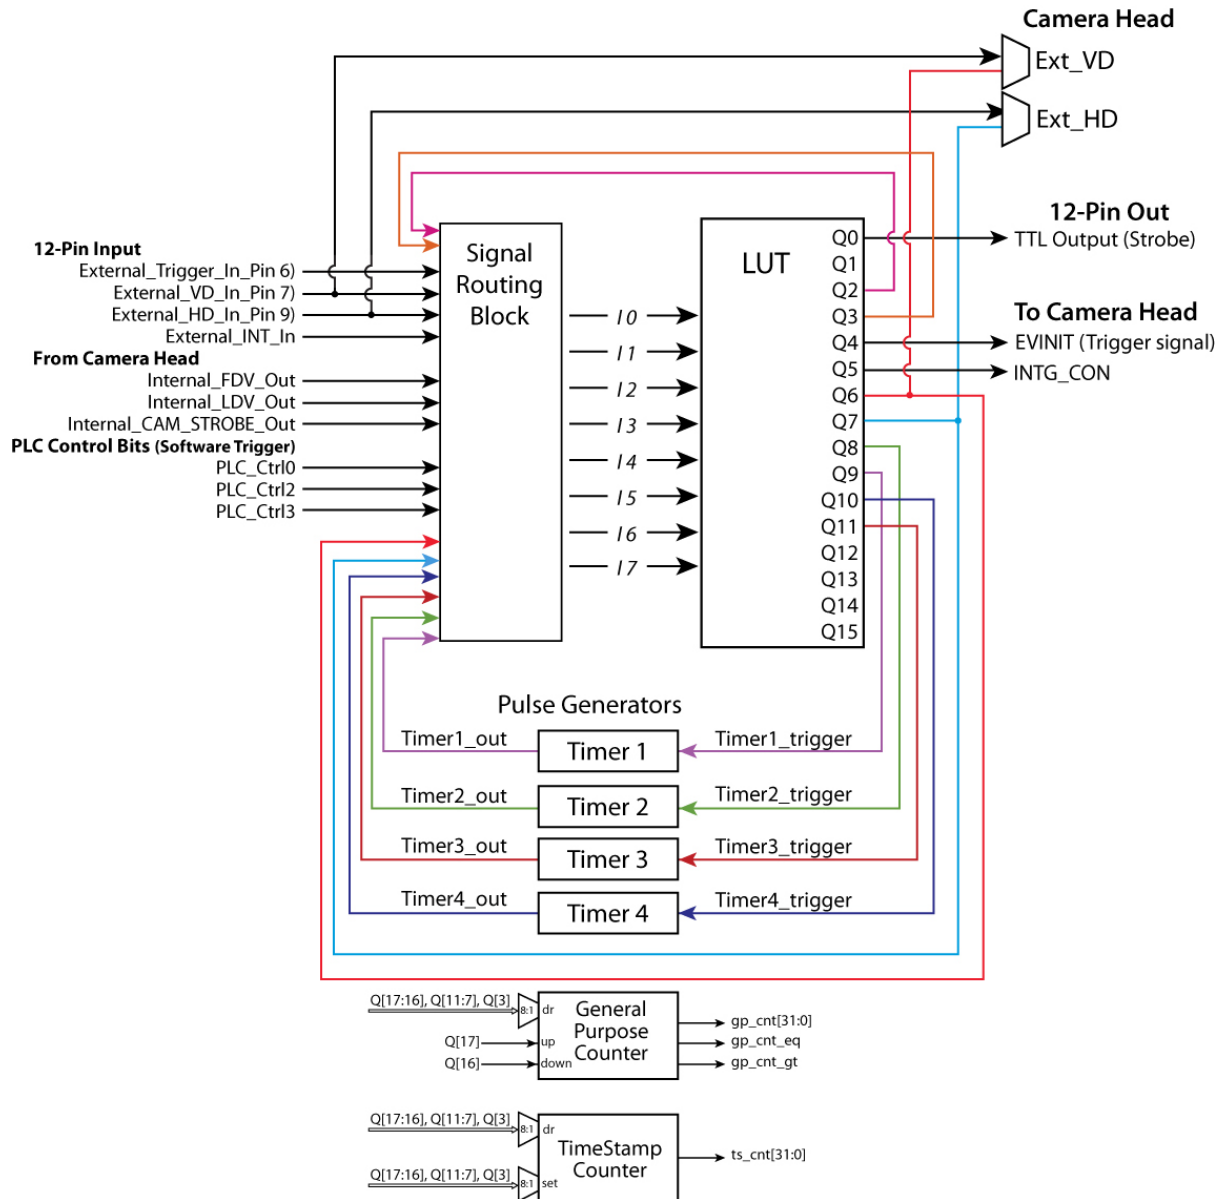 Camera Head
Ext_VD
Ext_HD
12-Pin Out
TTL Output (Strobe)
To Camera Head
EVINIT (Trigger signal)
INTG_CON
12-Pin Input
External_Trigger_In_Pin 6)
External_VD_In_Pin 7)
External_HD_In_Pin 9)
External_INT_In
From Camera Head
Internal_FDV_Out
Internal_LDV_Out
Internal_CAM_STROBE_Out
PLC Control Bits (Software Trigger)
PLC_Ctrl0
PLC_Ctrl2
PLC_Ctrl3
Signal
Routing
Block
I0
I1
I2
I3
I4
I5
I6
I7
LUT
Q0
Q1
Q2
Q3
Q4
Q5
Q6
Q7
Q8
Q9
Q10
Q11
Q12
Q13
Q14
Q15
Pulse Generators
Timer1_out
Timer 1
Timer1_trigger
Timer2_out
Timer 2
Timer2_trigger
Timer3_out
Timer 3
Timer3_trigger
Timer4_out
Timer 4
Timer4_trigger
Q[17:16], Q[11:7], Q[3]
8:1
dr
Q[17]
up
Q[16]
down
General
Purpose
Counter
gp_cnt[31:0]
gp_cnt_eq
gp_cnt_gt
Q[17:16], Q[11:7], Q[3]
8:1
dr
Q[17:16], Q[11:7], Q[3]
8:1
set
TimeStamp
Counter
ts_cnt[31:0]